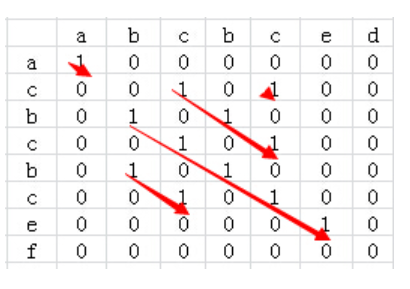 a b c b c e d
a 1 0 0 0 0 0 0
c 0 0 1 0 1 0 0
b 0 1 0 1 0 0 0
c 0 0 1 0 1 0 0
b 0 1 0 1 0 0 0
c 0 0 1 0 1 0 0
e 0 0 0 0 0 1 0
f 0 0 0 0 0 0 0